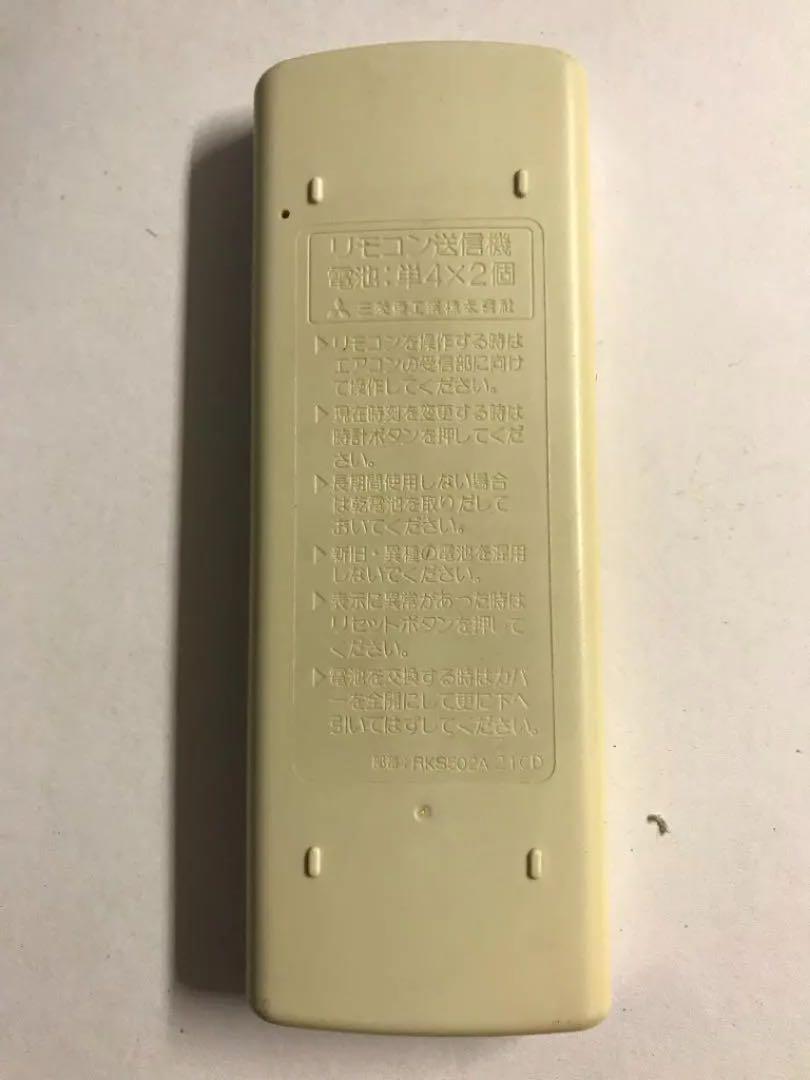 リモコン送信機
電池:単4×2個
三菱重工業株式会社
▷リモコンを操作する時は
エアコンの受信部に向け
て操作してください。
▷現在時刻を変更する時は
時計ボタンを押してくだ
さい。
▷長期間使用しない場合
は乾電池を取りだして
おいてください。
▷新旧・異種の電池を混用
しないでください。
▷表示に異常があった時は
リセットボタンを押して
ください。
▷電池を交換する時はカバ
ーを全開にして更に下へ
引いてはずしてください。
部番:RKS502A